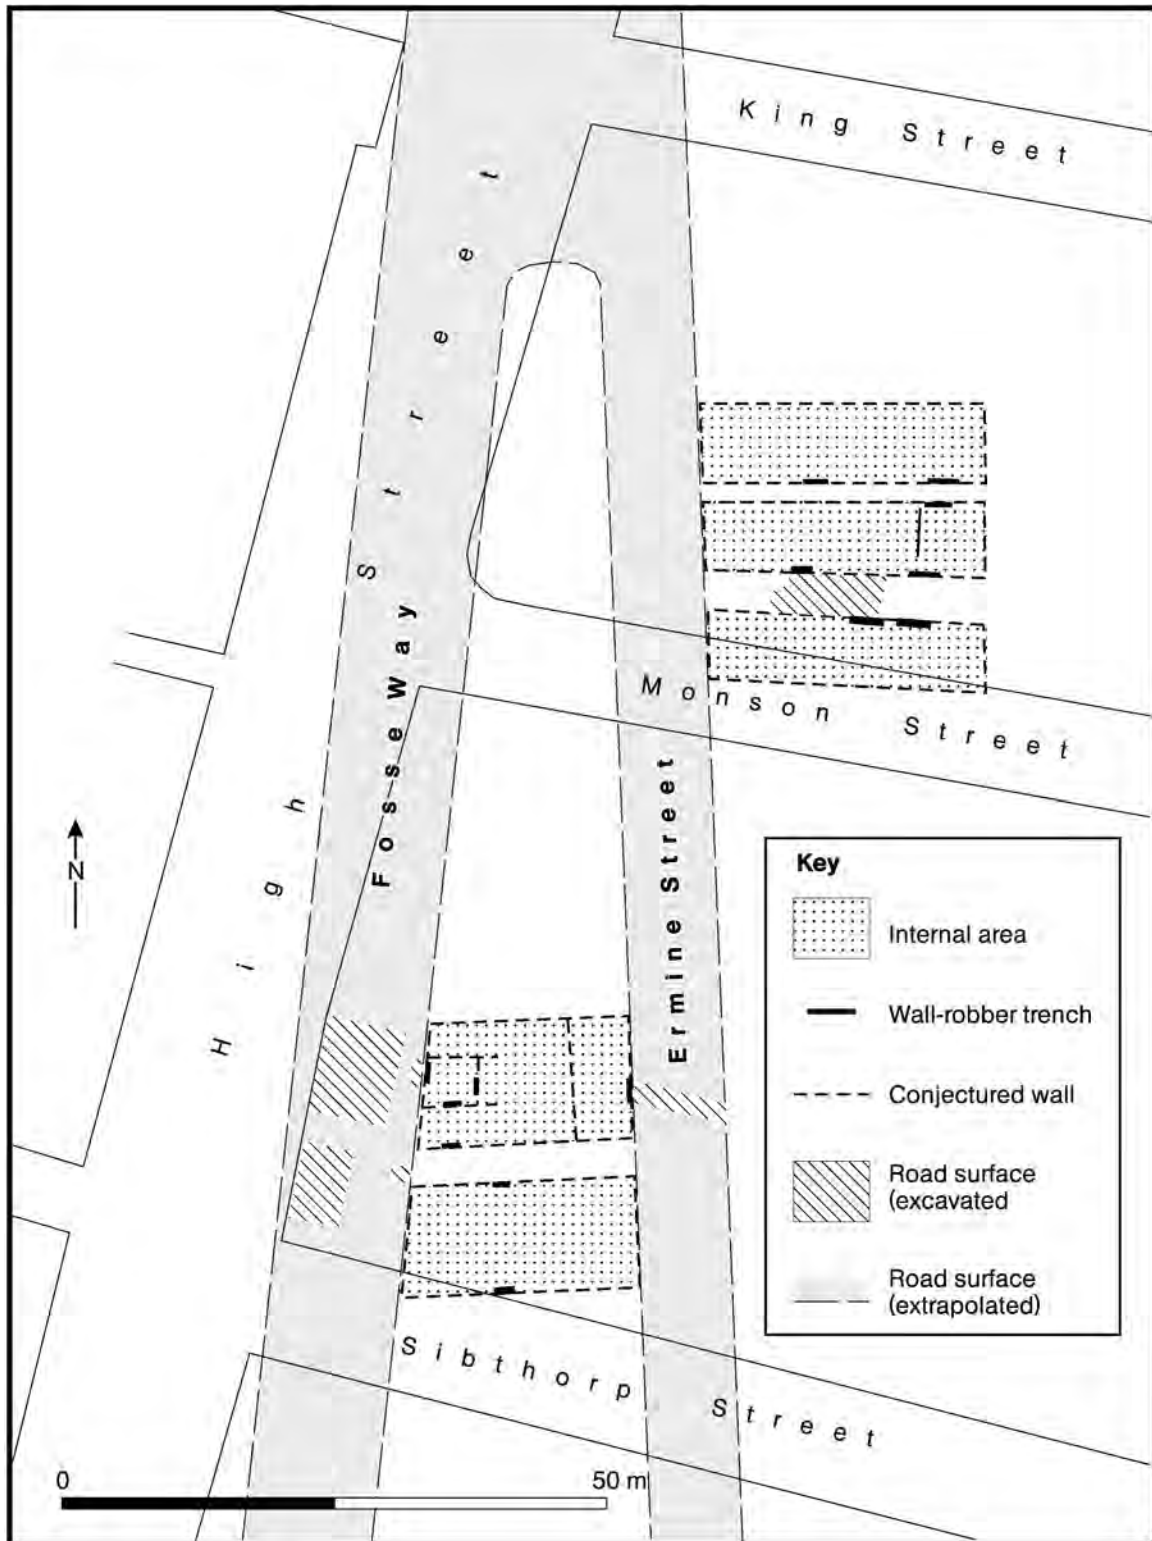 King Street
High Street
Fosse Way
Monson Street
Ermine Street
N
Key
Internal area
Wall-robber trench
Conjectured wall
Road surface
(excavated
Road surface
(extrapolated)
Sibthorp Street
0
50 m